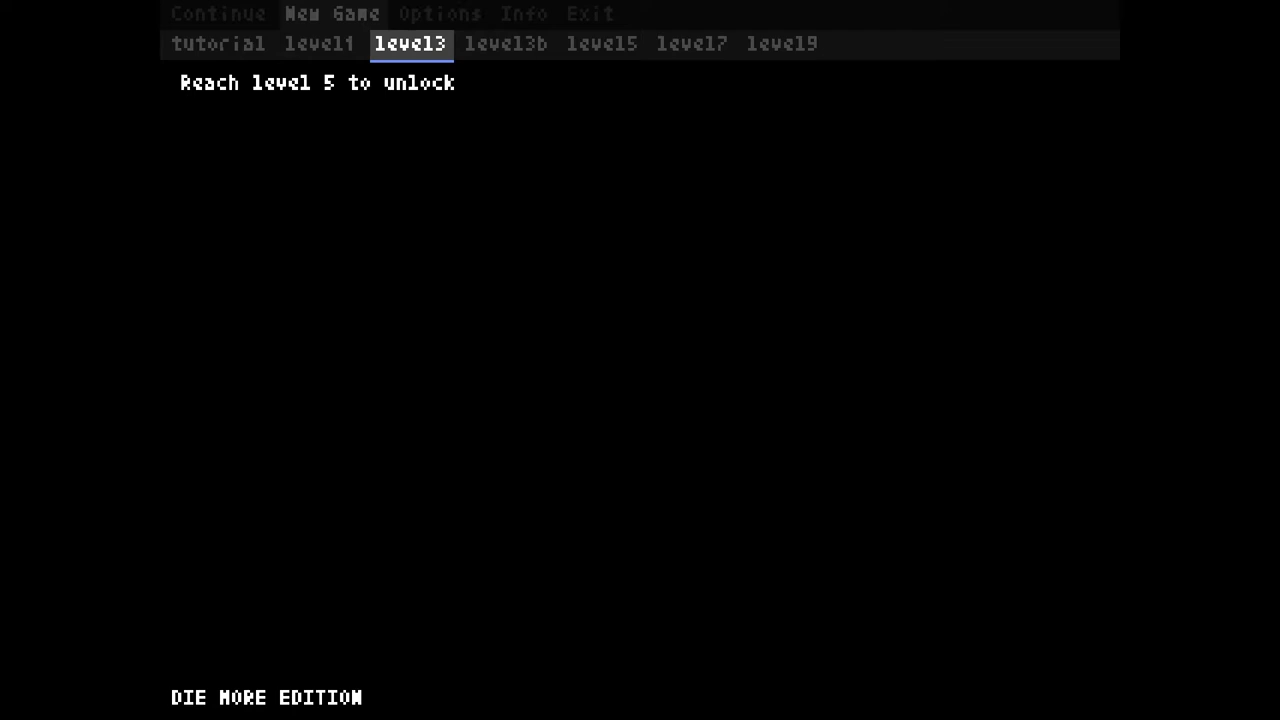 Continue New Game Options Info Exit
tutorial level1 level3 level3b level5 level7 level9
Reach level 5 to unlock
DIE MORE EDITION